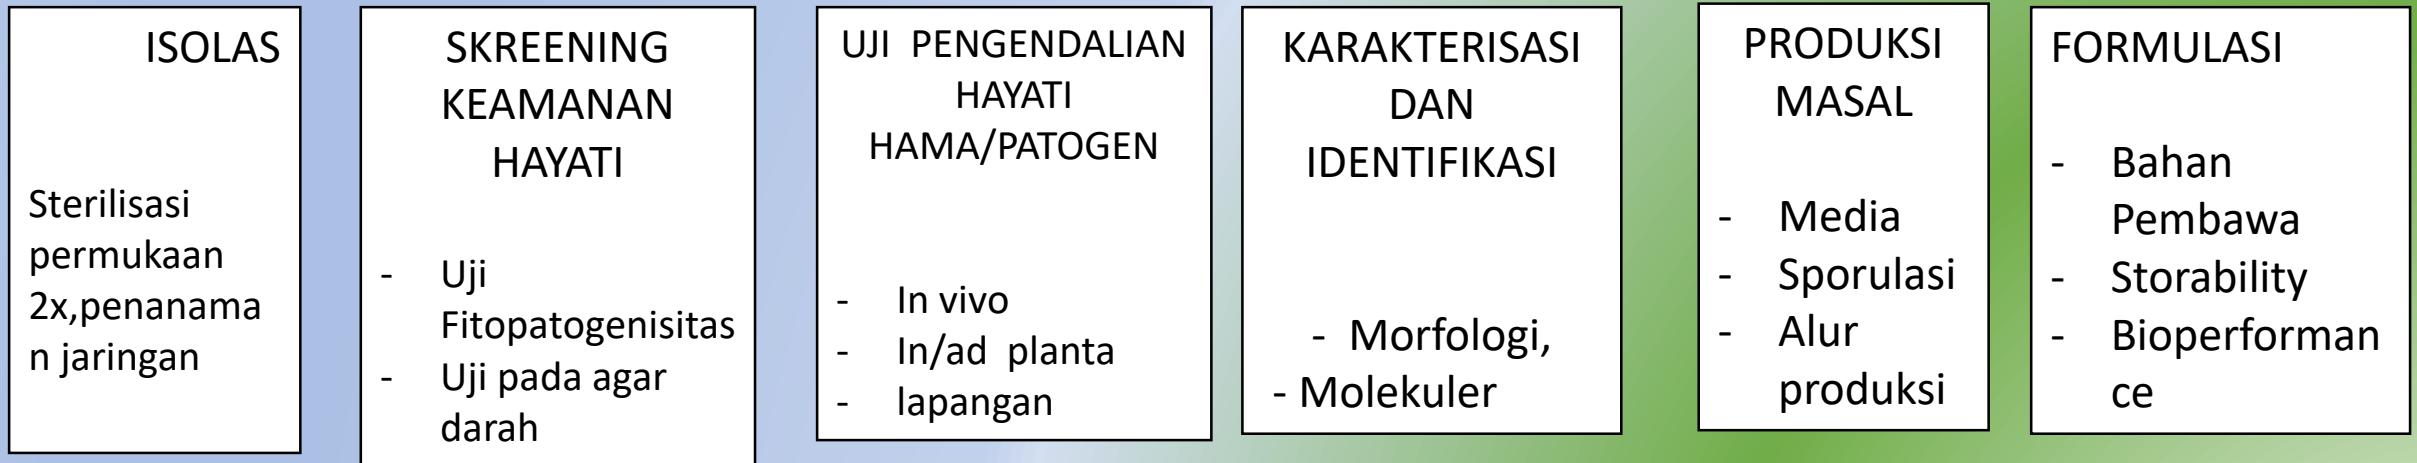 ISOLAS
Sterilisasi
permukaan
2x,penanama
n jaringan
SKREENING
KEAMANAN
HAYATI
- Uji
Fitopatogenisitas
- Uji pada agar
darah
UJI PENGENDALIAN
HAYATI
HAMA/PATOGEN
- In vivo
- In/ad planta
- lapangan
KARAKTERISASI
DAN
IDENTIFIKASI
- Morfologi,
- Molekuler
PRODUKSI
MASAL
- Media
- Sporulasi
- Alur
produksi
FORMULASI
- Bahan
Pembawa
- Storability
- Bioperforman
ce